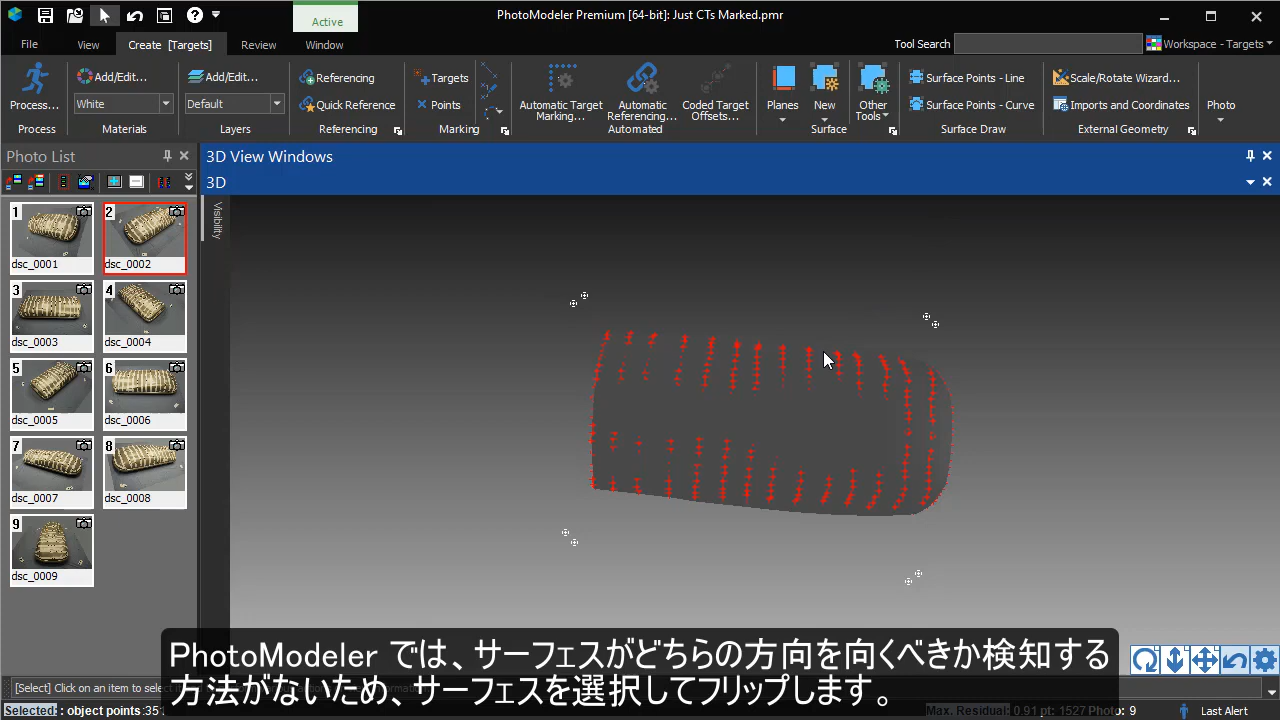 PhotoModeler Premium [64-bit]: Just CTs Marked.pmr
Active
File
View
Create [Targets]
Review
Window
Tool Search
Workspace - Targets
Process...
Process
Add/Edit...
White
Materials
Add/Edit...
Default
Layers
Referencing
Quick Reference
Referencing
Targets
Points
Marking
Automatic Target Marking...
Automatic Referencing...
Coded Target Offsets...
Automated
Planes
New
Other Tools
Surface
Surface Points - Line
Surface Points - Curve
Surface Draw
Scale/Rotate Wizard...
Imports and Coordinates
External Geometry
Photo
Photo List
3D View Windows
3D
Visibility
1
dsc_0001
2
dsc_0002
3
dsc_0003
4
dsc_0004
5
dsc_0005
6
dsc_0006
7
dsc_0007
8
dsc_0008
9
dsc_0009
PhotoModeler では、サーフェスがどちらの方向を向くべきか検知する
方法がないため、サーフェスを選択してフリップします。
[Select] Click on an item to select
Selected: : object points:35
Max. Residual: 0.91 pt: 1527 Photo: 9
Last Alert